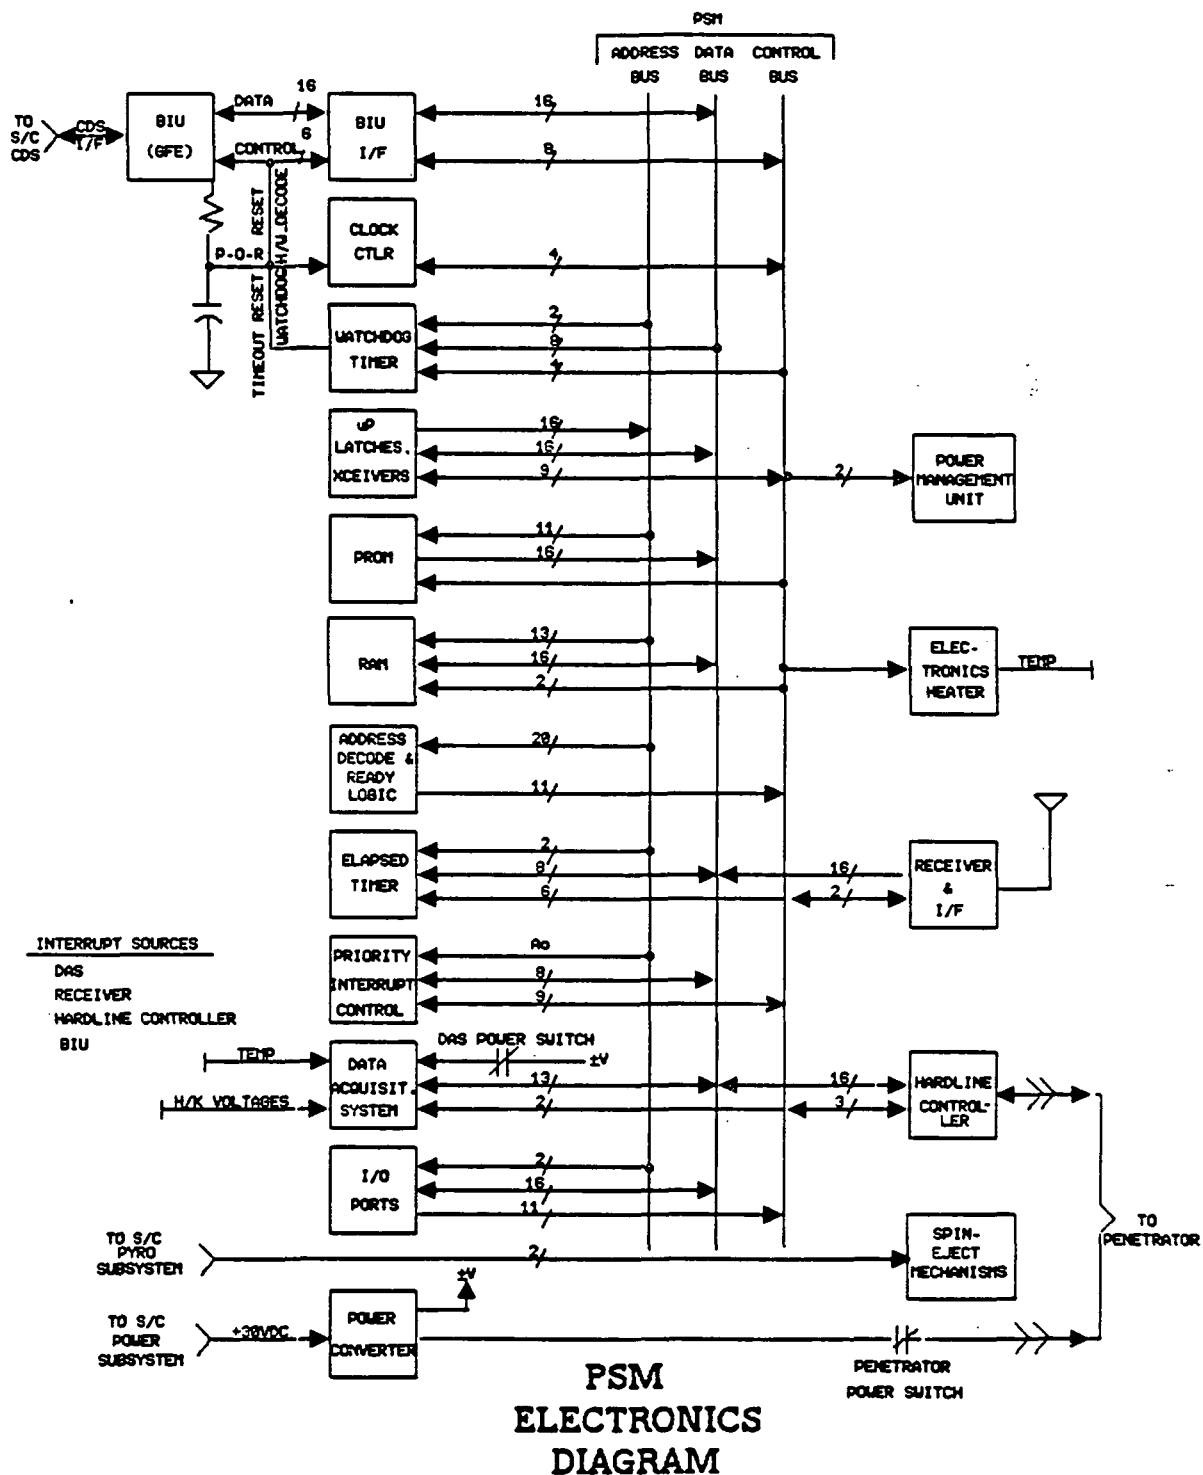 PSM
ADDRESS DATA CONTROL
BUS BUS BUS
TO
S/C
CDS
CDS
I/F
BIU
(GFE)
DATA
16
CONTROL
6
BIU
I/F
16
8
P-O-R
TIMEOUT RESET RESET
WATCHDOG H/W DECODE
CLOCK
CTLR
4
WATCHDOG
TIMER
2
8
4
uP
LATCHES,
XCEIVERS
16
16
9
2
POWER
MANAGEMENT
UNIT
PROM
11
16
RAM
13
16
2
ELEC-
TRONICS
HEATER
TEMP
ADDRESS
DECODE &
READY
LOGIC
20
11
ELAPSED
TIMER
2
8
6
16
2
RECEIVER
&
I/F
INTERRUPT SOURCES
DAS
RECEIVER
HARDLINE CONTROLLER
BIU
PRIORITY
INTERRUPT
CONTROL
Ao
8
9
TEMP
H/K VOLTAGES
DATA
ACQUISIT.
SYSTEM
DAS POWER SWITCH
±V
13
2
16
3
HARDLINE
CONTROL-
LER
I/O
PORTS
2
16
11
TO S/C
PYRO
SUBSYSTEM
2
SPIN-
EJECT
MECHANISMS
TO
PENETRATOR
TO S/C
POWER
SUBSYSTEM
+30VDC
POWER
CONVERTER
±V
PENETRATOR
POWER SWITCH
PSM
ELECTRONICS
DIAGRAM